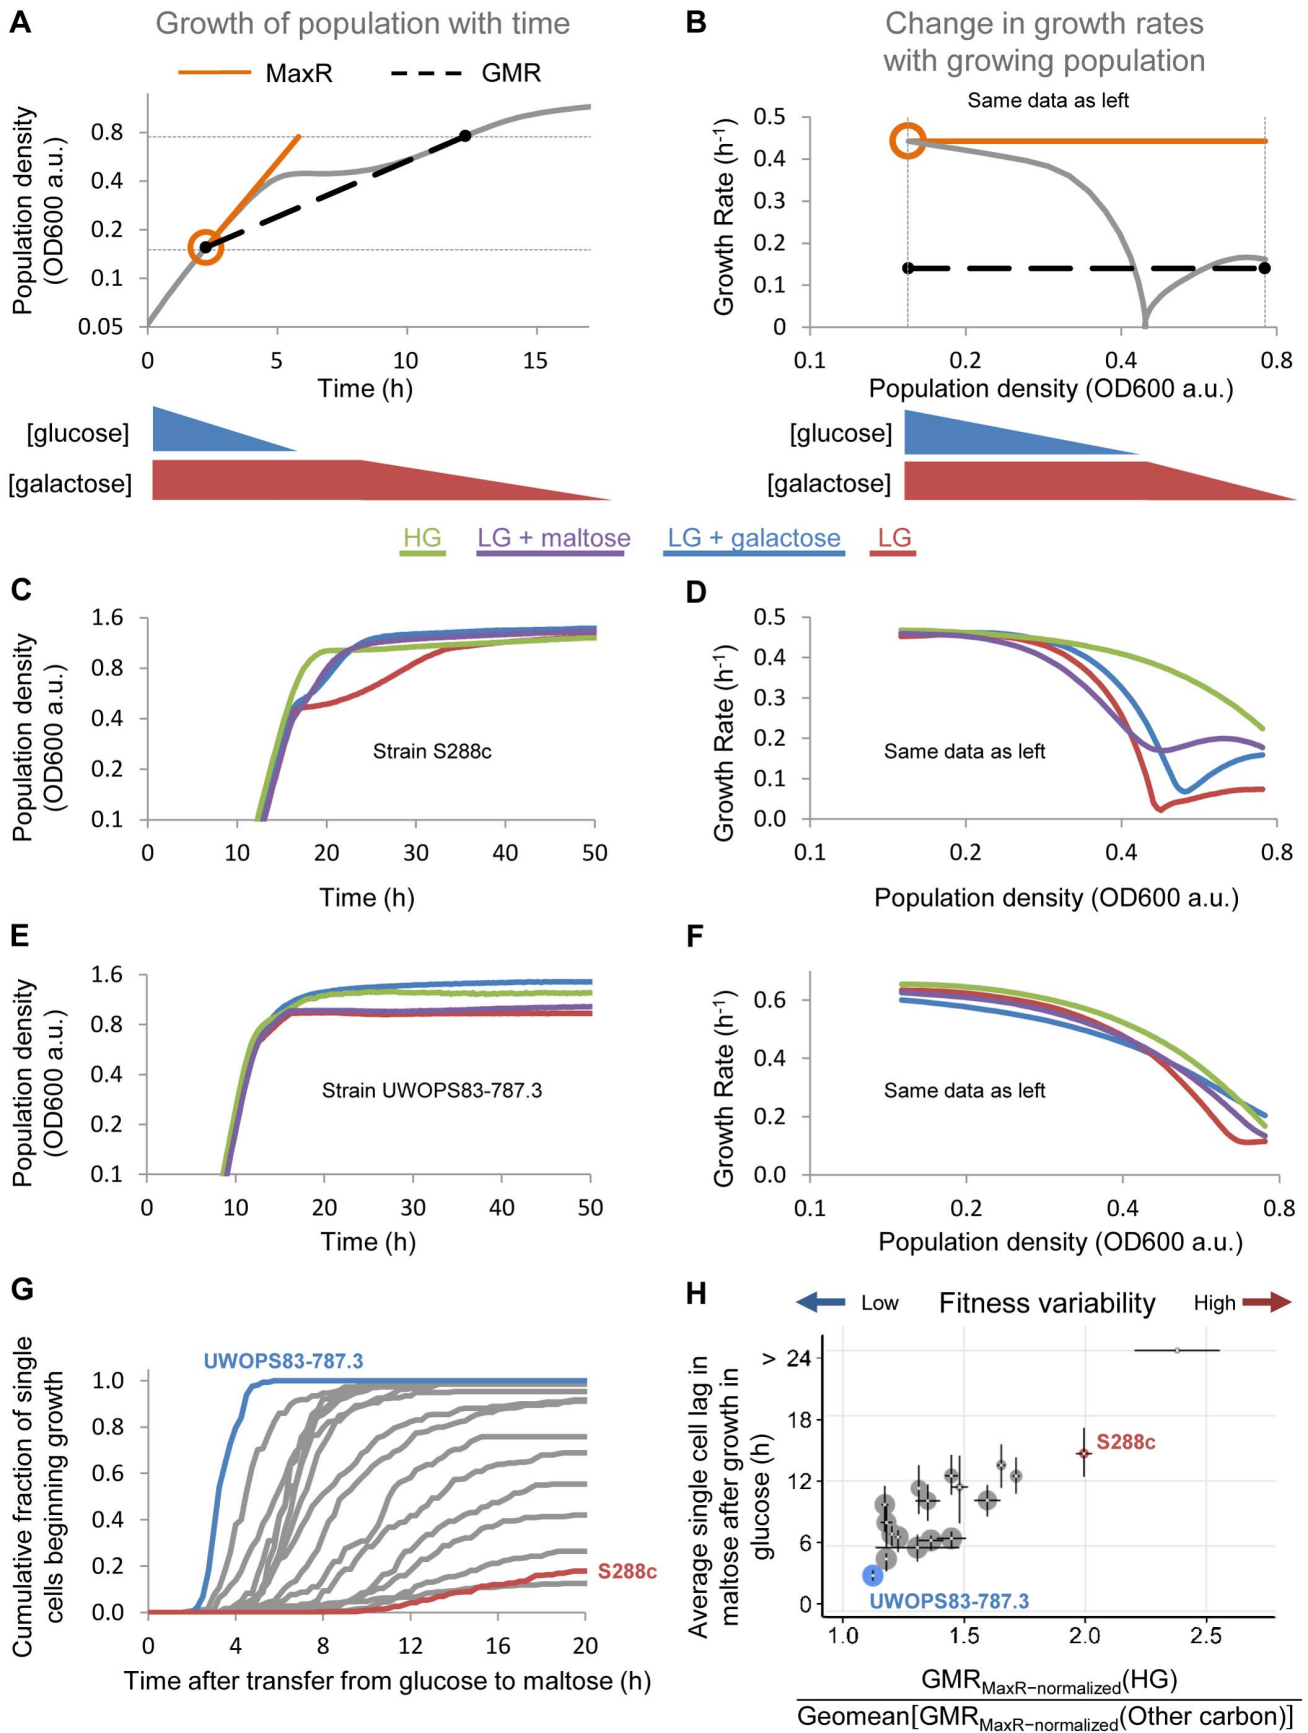 A
Growth of population with time
MaxR
GMR
Population density
(OD600 a.u.)
0.8
0.4
0.2
0.1
0.05
0
5
10
15
Time (h)
[glucose]
[galactose]
B
Change in growth rates
with growing population
Same data as left
Growth Rate (h-1)
0.5
0.4
0.3
0.2
0.1
0
0.1
0.2
0.4
0.8
Population density (OD600 a.u.)
[glucose]
[galactose]
HG
LG + maltose
LG + galactose
LG
C
Population density
(OD600 a.u.)
1.6
0.8
0.4
0.2
0.1
Strain S288c
0
10
20
30
40
50
Time (h)
D
Growth Rate (h-1)
0.5
0.4
0.3
0.2
0.1
0.0
Same data as left
0.1
0.2
0.4
0.8
Population density (OD600 a.u.)
E
Population density
(OD600 a.u.)
1.6
0.8
0.4
0.2
0.1
Strain UWOPS83-787.3
0
10
20
30
40
50
Time (h)
F
Growth Rate (h-1)
0.6
0.4
0.2
0.0
Same data as left
0.1
0.2
0.4
0.8
Population density (OD600 a.u.)
G
Cumulative fraction of single
cells beginning growth
UWOPS83-787.3
1.0
0.8
0.6
0.4
0.2
0.0
S288c
0
4
8
12
16
20
Time after transfer from glucose to maltose (h)
H
Low
Fitness variability
High
Average single cell lag in
maltose after growth in
glucose (h)
>
24
18
12
6
0
S288c
UWOPS83-787.3
1.0
1.5
2.0
2.5
GMRMaxR−normalized(HG)
Geomean[GMRMaxR−normalized(Other carbon)]